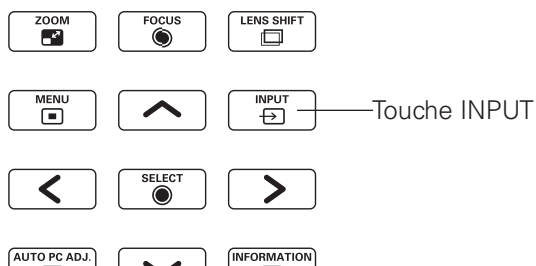 ZOOM FOCUS LENS SHIFT
MENU INPUT Touche INPUT
SELECT
AUTO PC ADJ. INFORMATION